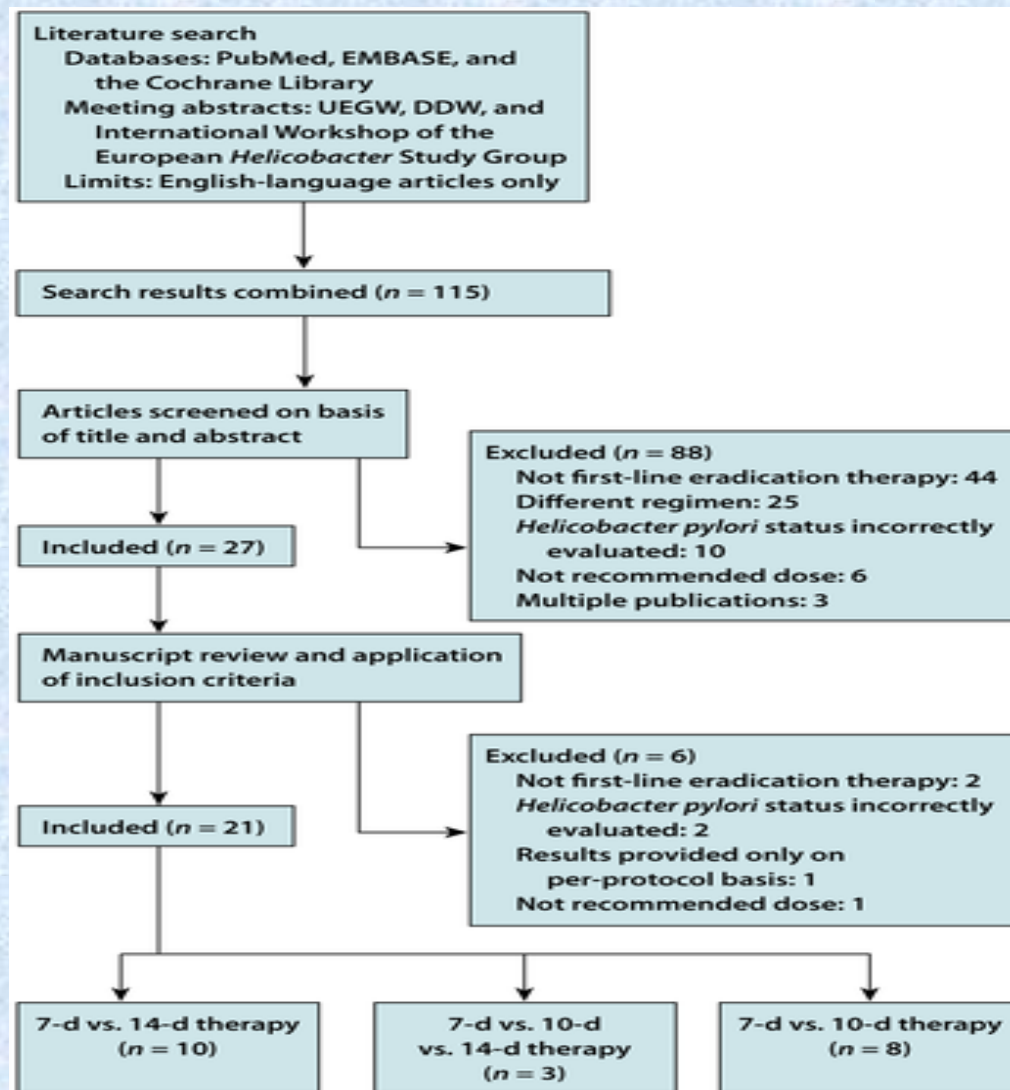 Literature search
Databases: PubMed, EMBASE, and
the Cochrane Library
Meeting abstracts: UEGW, DDW, and
International Workshop of the
European Helicobacter Study Group
Limits: English-language articles only
Search results combined (n = 115)
Articles screened on basis
of title and abstract
Excluded (n = 88)
Not first-line eradication therapy: 44
Different regimen: 25
Helicobacter pylori status incorrectly
evaluated: 10
Not recommended dose: 6
Multiple publications: 3
Included (n = 27)
Manuscript review and application
of inclusion criteria
Excluded (n = 6)
Not first-line eradication therapy: 2
Helicobacter pylori status incorrectly
evaluated: 2
Results provided only on
per-protocol basis: 1
Not recommended dose: 1
Included (n = 21)
7-d vs. 14-d therapy
(n = 10)
7-d vs. 10-d
vs. 14-d therapy
(n = 3)
7-d vs. 10-d therapy
(n = 8)